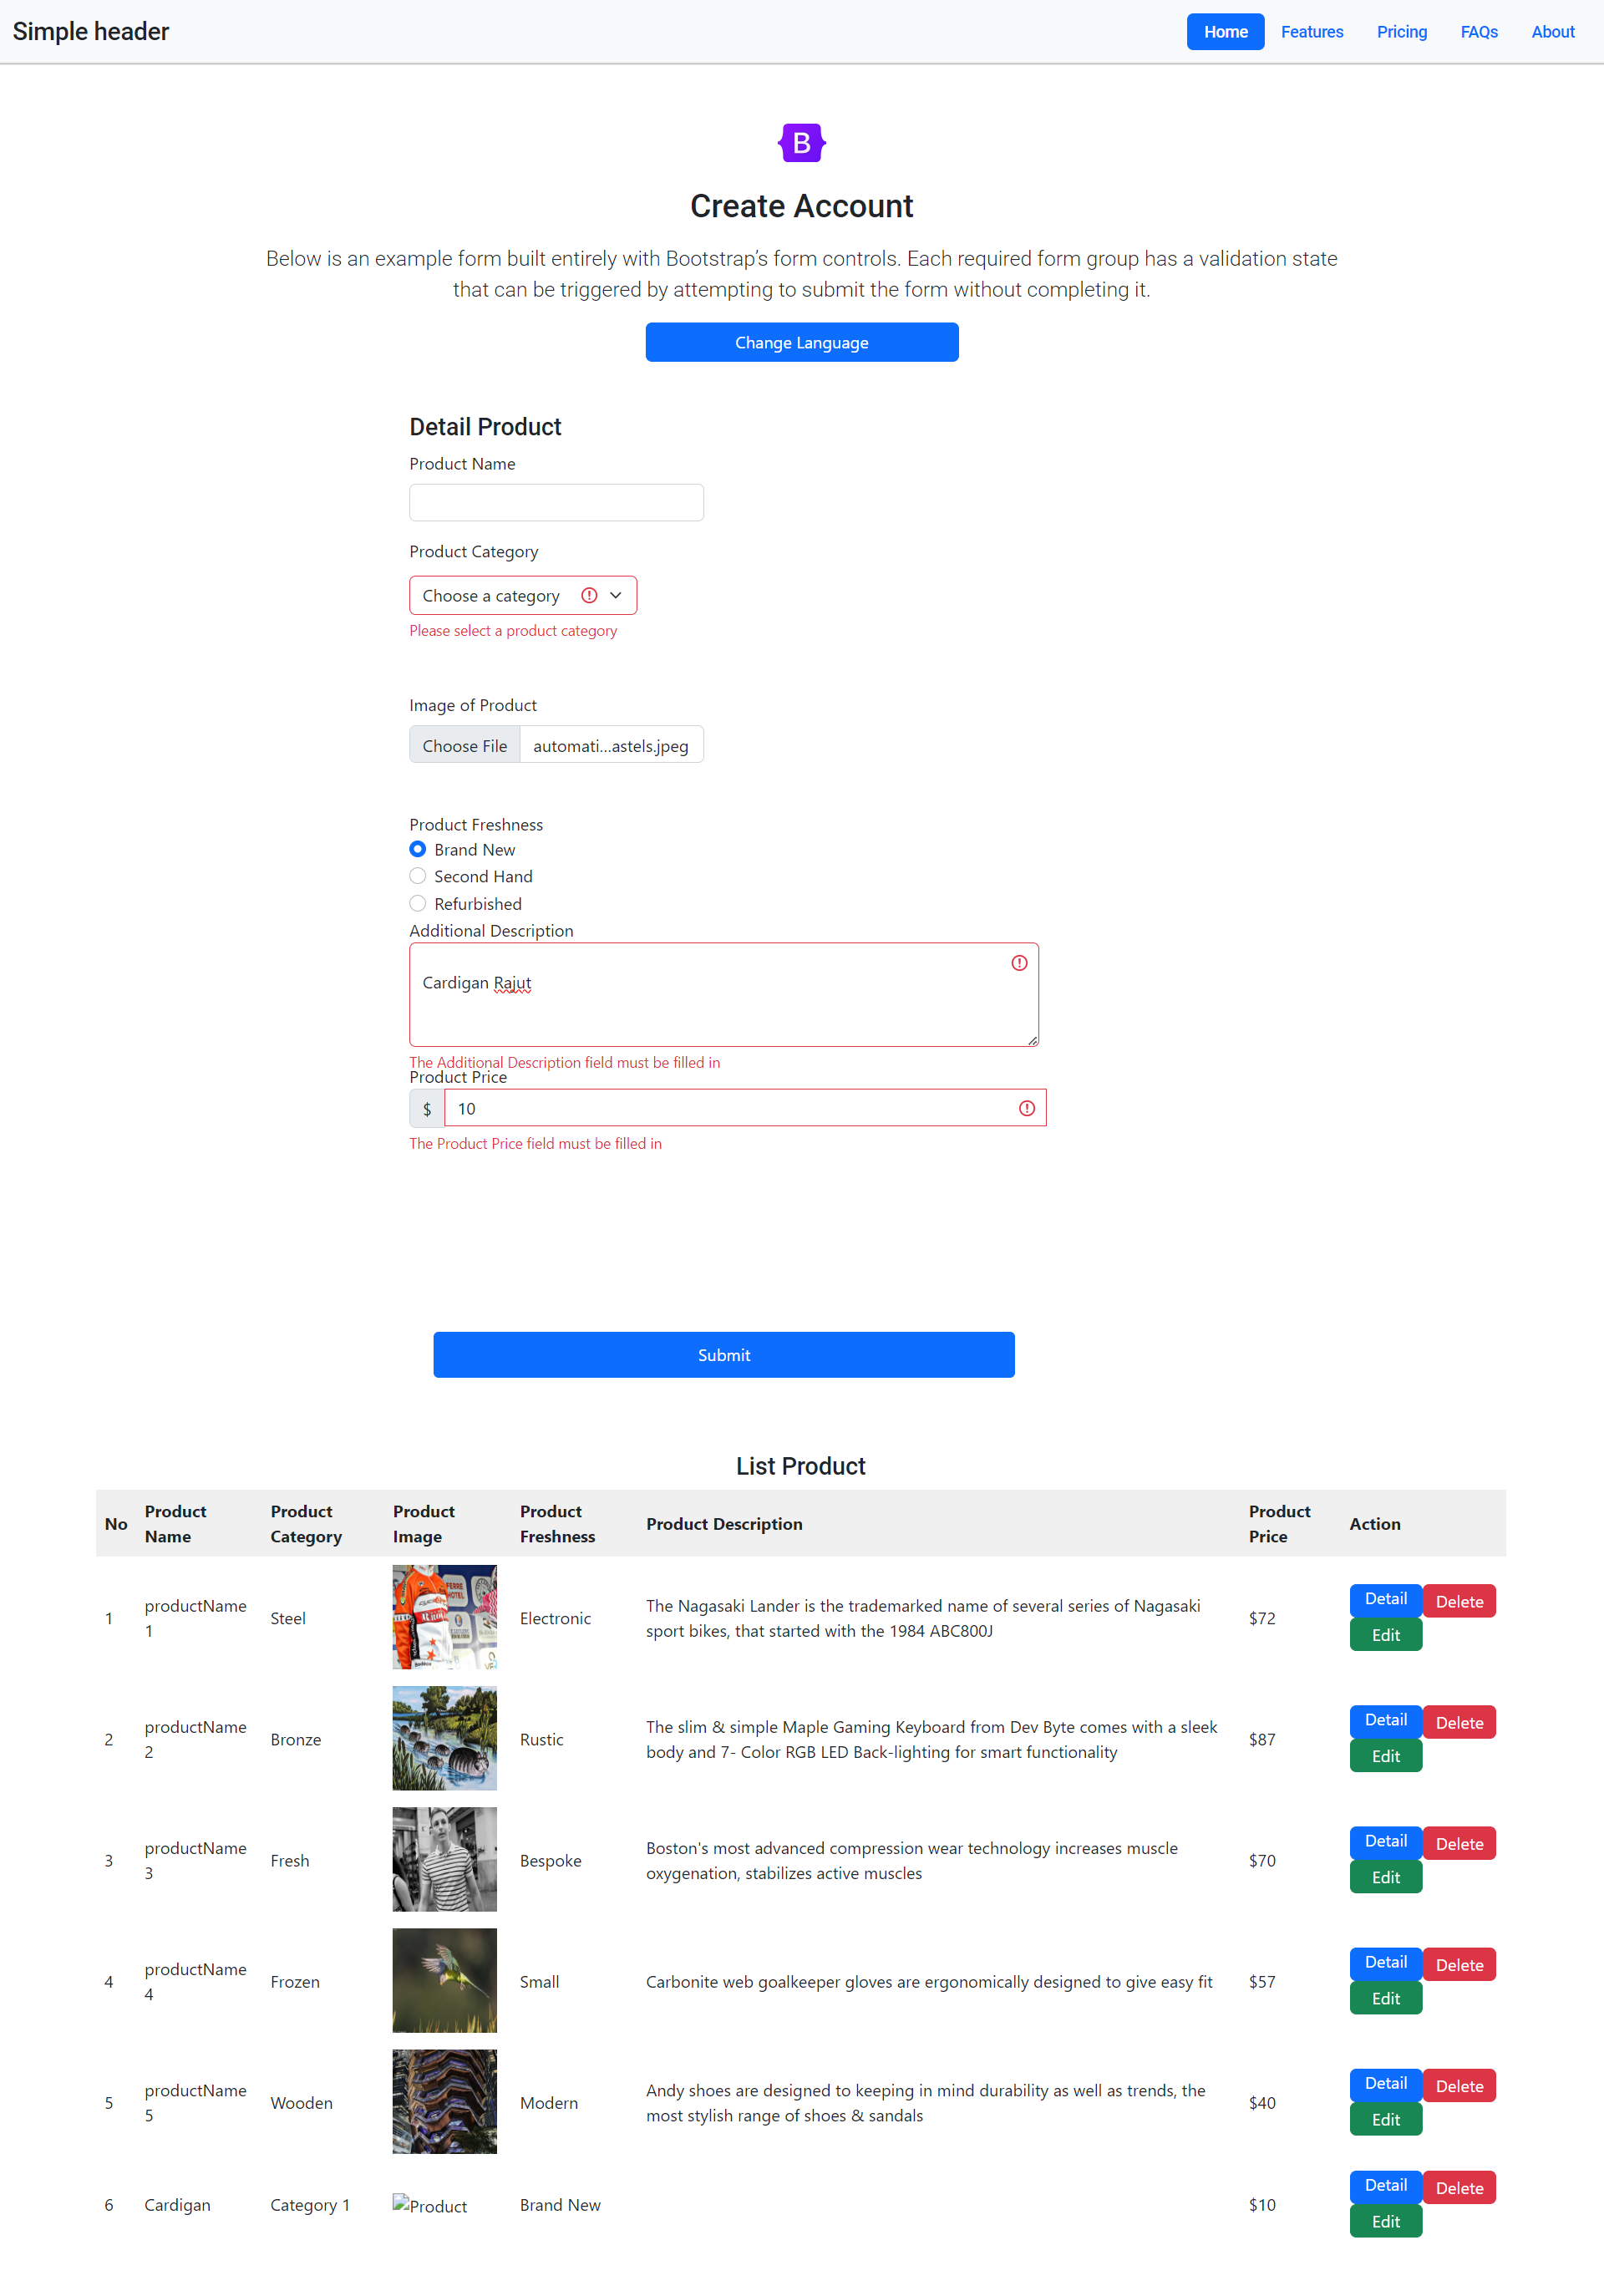 Simple header
Home Features Pricing FAQs About
B
Create Account
Below is an example form built entirely with Bootstrap’s form controls. Each required form group has a validation state
that can be triggered by attempting to submit the form without completing it.
Change Language
Detail Product
Product Name
Product Category
Choose a category
Please select a product category
Image of Product
Choose File automati...astels.jpeg
Product Freshness
Brand New
Second Hand
Refurbished
Additional Description
Cardigan Rajut
The Additional Description field must be filled in
Product Price
$ 10
The Product Price field must be filled in
Submit
List Product
No Product Name Product Category Product Image Product Freshness Product Description Product Price Action
1 productName 1 Steel Electronic The Nagasaki Lander is the trademarked name of several series of Nagasaki sport bikes, that started with the 1984 ABC800J $72 Detail Delete Edit
2 productName 2 Bronze Rustic The slim & simple Maple Gaming Keyboard from Dev Byte comes with a sleek body and 7- Color RGB LED Back-lighting for smart functionality $87 Detail Delete Edit
3 productName 3 Fresh Bespoke Boston's most advanced compression wear technology increases muscle oxygenation, stabilizes active muscles $70 Detail Delete Edit
4 productName 4 Frozen Small Carbonite web goalkeeper gloves are ergonomically designed to give easy fit $57 Detail Delete Edit
5 productName 5 Wooden Modern Andy shoes are designed to keeping in mind durability as well as trends, the most stylish range of shoes & sandals $40 Detail Delete Edit
6 Cardigan Category 1 Product Brand New $10 Detail Delete Edit